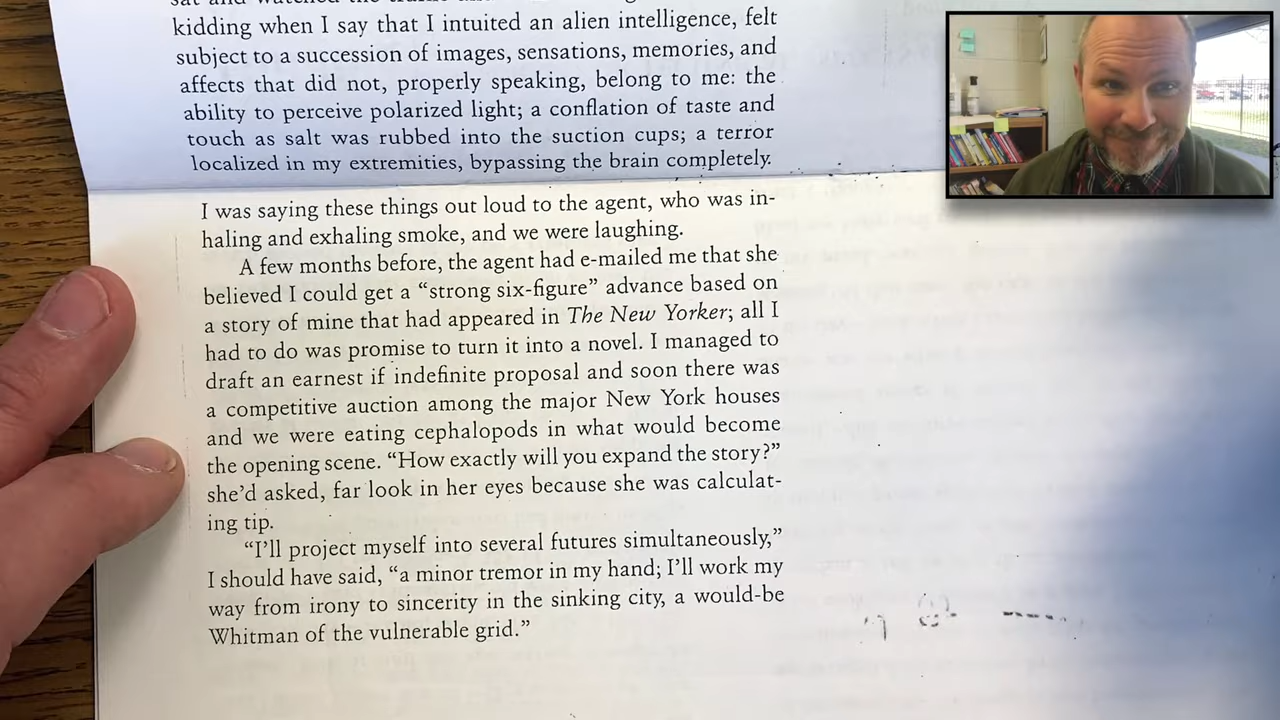 kidding when I say that I intuited an alien intelligence, felt
subject to a succession of images, sensations, memories, and
affects that did not, properly speaking, belong to me: the
ability to perceive polarized light; a conflation of taste and
touch as salt was rubbed into the suction cups; a terror
localized in my extremities, bypassing the brain completely.
I was saying these things out loud to the agent, who was in-
haling and exhaling smoke, and we were laughing.
A few months before, the agent had e-mailed me that she
believed I could get a “strong six-figure” advance based on
a story of mine that had appeared in The New Yorker; all I
had to do was promise to turn it into a novel. I managed to
draft an earnest if indefinite proposal and soon there was
a competitive auction among the major New York houses
and we were eating cephalopods in what would become
the opening scene. “How exactly will you expand the story?”
she’d asked, far look in her eyes because she was calculat-
ing tip.
“I’ll project myself into several futures simultaneously,”
I should have said, “a minor tremor in my hand; I’ll work my
way from irony to sincerity in the sinking city, a would-be
Whitman of the vulnerable grid.”